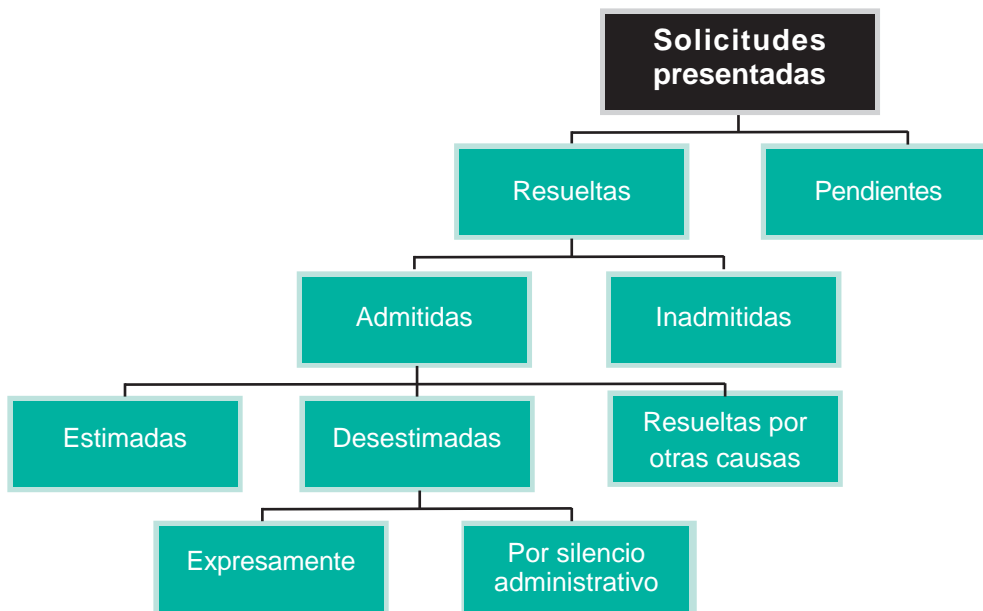 Solicitudes
presentadas
Resueltas
Pendientes
Admitidas
Inadmitidas
Estimadas
Desestimadas
Resueltas por
otras causas
Expresamente
Por silencio
administrativo